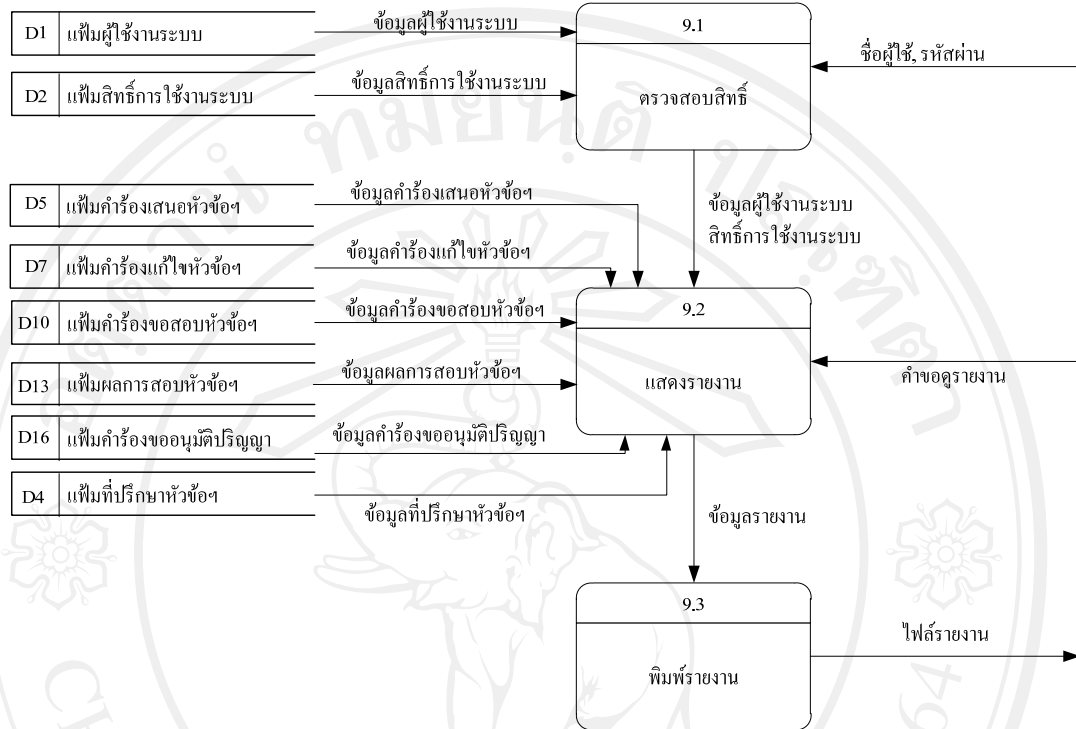 D1 แฟ้มผู้ใช้งานระบบ
ข้อมูลผู้ใช้งานระบบ
9.1
ตรวจสอบสิทธิ์
ชื่อผู้ใช้, รหัสผ่าน
D2 แฟ้มสิทธิ์การใช้งานระบบ
ข้อมูลสิทธิ์การใช้งานระบบ
ข้อมูลผู้ใช้งานระบบ
สิทธิ์การใช้งานระบบ
D5 แฟ้มคำร้องเสนอหัวข้อฯ
ข้อมูลคำร้องเสนอหัวข้อฯ
D7 แฟ้มคำร้องแก้ไขหัวข้อฯ
ข้อมูลคำร้องแก้ไขหัวข้อฯ
D10 แฟ้มคำร้องขอสอบหัวข้อฯ
ข้อมูลคำร้องขอสอบหัวข้อฯ
9.2
แสดงรายงาน
คำขอดูรายงาน
D13 แฟ้มผลการสอบหัวข้อฯ
ข้อมูลผลการสอบหัวข้อฯ
D16 แฟ้มคำร้องขออนุมัติปริญญา
ข้อมูลคำร้องขออนุมัติปริญญา
D4 แฟ้มที่ปรึกษาหัวข้อฯ
ข้อมูลที่ปรึกษาหัวข้อฯ
ข้อมูลรายงาน
9.3
พิมพ์รายงาน
ไฟล์รายงาน
64